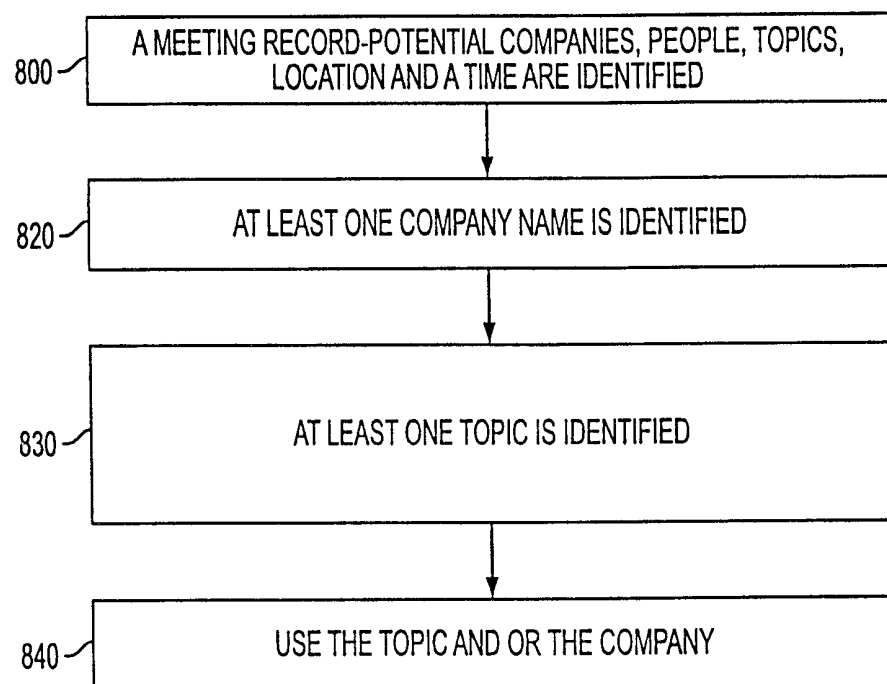 800
A MEETING RECORD-POTENTIAL COMPANIES, PEOPLE, TOPICS,
LOCATION AND A TIME ARE IDENTIFIED
820
AT LEAST ONE COMPANY NAME IS IDENTIFIED
830
AT LEAST ONE TOPIC IS IDENTIFIED
840
USE THE TOPIC AND OR THE COMPANY